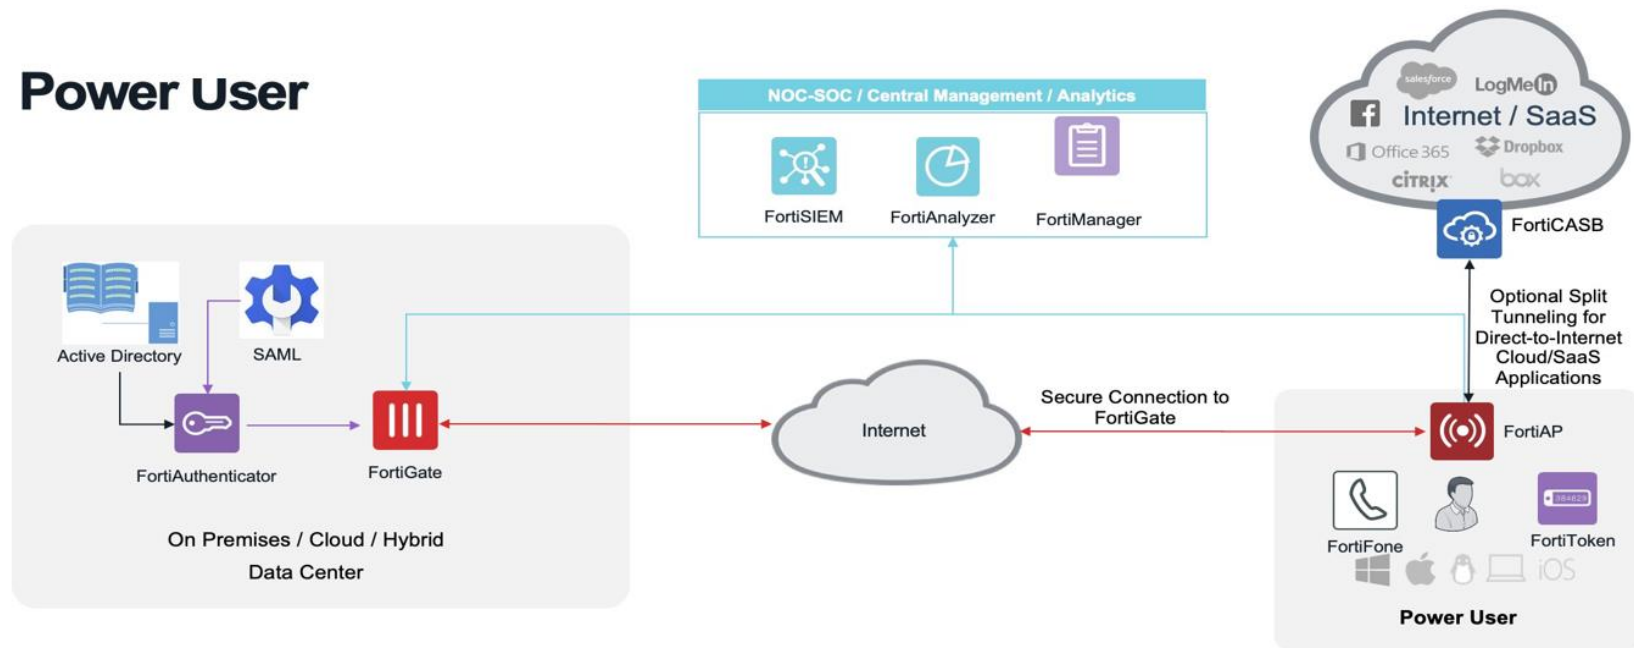 Power User
NOC-SOC / Central Management / Analytics
FortiSIEM
FortiAnalyzer
FortiManager
salesforce
LogMeIn
Internet / SaaS
Office 365
Dropbox
CITRIX
box
FortiCASB
Optional Split
Tunneling for
Direct-to-Internet
Cloud/SaaS
Applications
Active Directory
SAML
FortiAuthenticator
FortiGate
On Premises / Cloud / Hybrid
Data Center
Internet
Secure Connection to
FortiGate
FortiAP
FortiFone
384629
FortiToken
iOS
Power User